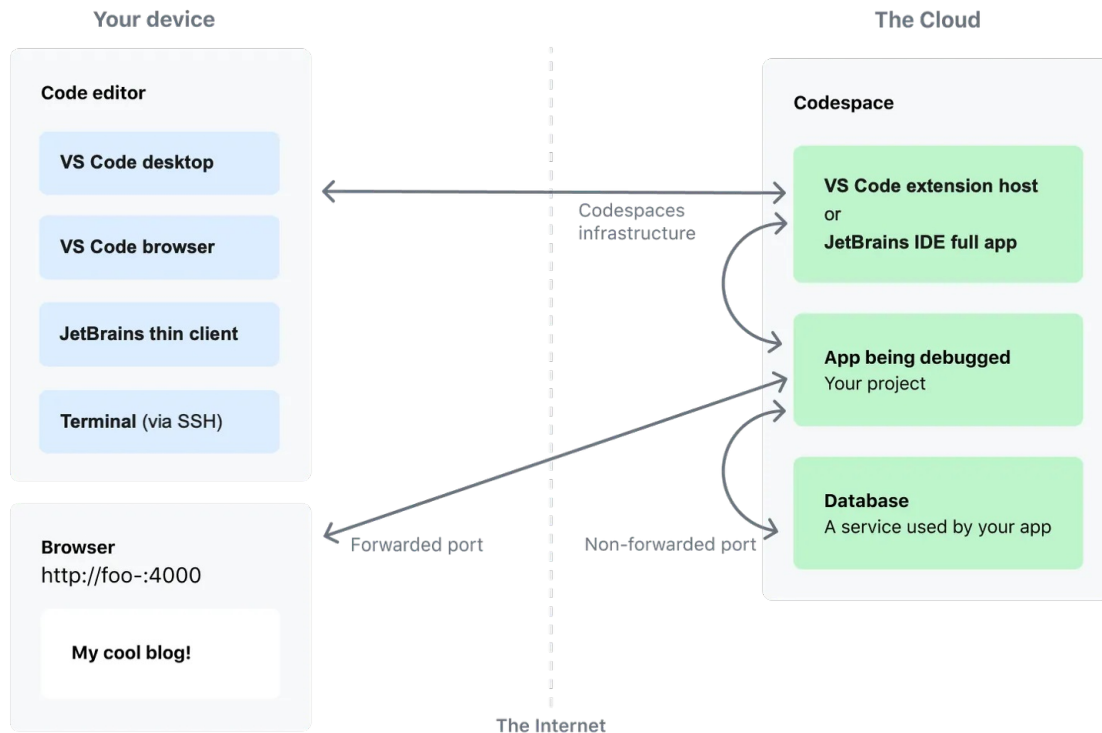 Your device
The Cloud
Code editor
VS Code desktop
VS Code browser
JetBrains thin client
Terminal (via SSH)
Browser
http://foo-:4000
My cool blog!
Codespaces
infrastructure
Forwarded port
Non-forwarded port
The Internet
Codespace
VS Code extension host
or
JetBrains IDE full app
App being debugged
Your project
Database
A service used by your app